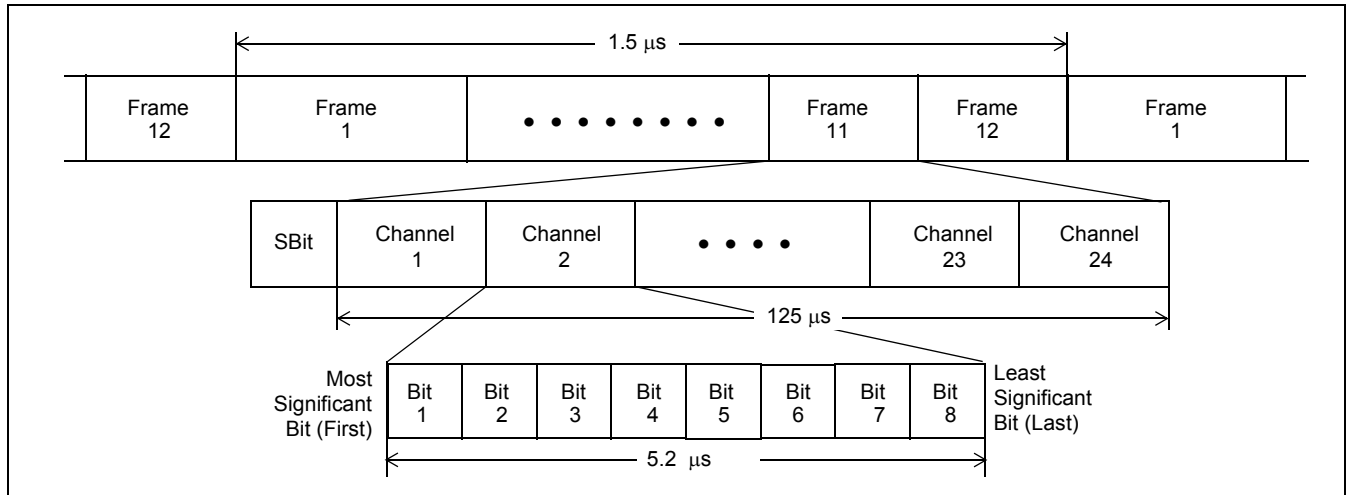 1.5 μs
Frame 12
Frame 1
Frame 11
Frame 12
Frame 1
SBit
Channel 1
Channel 2
Channel 23
Channel 24
125 μs
Most Significant Bit (First)
Bit 1
Bit 2
Bit 3
Bit 4
Bit 5
Bit 6
Bit 7
Bit 8
Least Significant Bit (Last)
5.2 μs